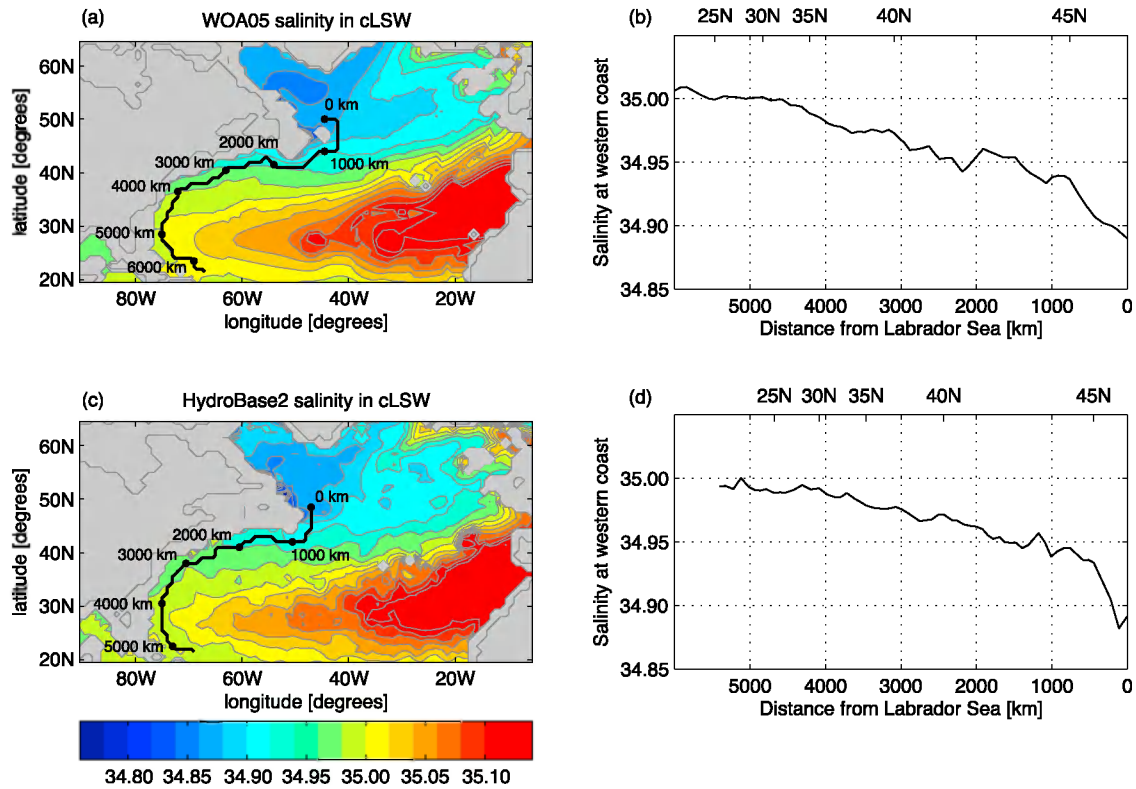 (a)
WOA05 salinity in cLSW
60N
50N
40N
30N
20N
latitude [degrees]
0 km
1000 km
2000 km
3000 km
4000 km
5000 km
6000 km
80W 60W 40W 20W
longitude [degrees]
(b)
25N 30N 35N 40N 45N
35.00
34.95
34.90
34.85
Salinity at western coast
5000 4000 3000 2000 1000 0
Distance from Labrador Sea [km]
(c)
HydroBase2 salinity in cLSW
60N
50N
40N
30N
20N
latitude [degrees]
0 km
1000 km
2000 km
3000 km
4000 km
5000 km
80W 60W 40W 20W
longitude [degrees]
34.80 34.85 34.90 34.95 35.00 35.05 35.10
(d)
25N 30N 35N 40N 45N
35.00
34.95
34.90
34.85
Salinity at western coast
5000 4000 3000 2000 1000 0
Distance from Labrador Sea [km]